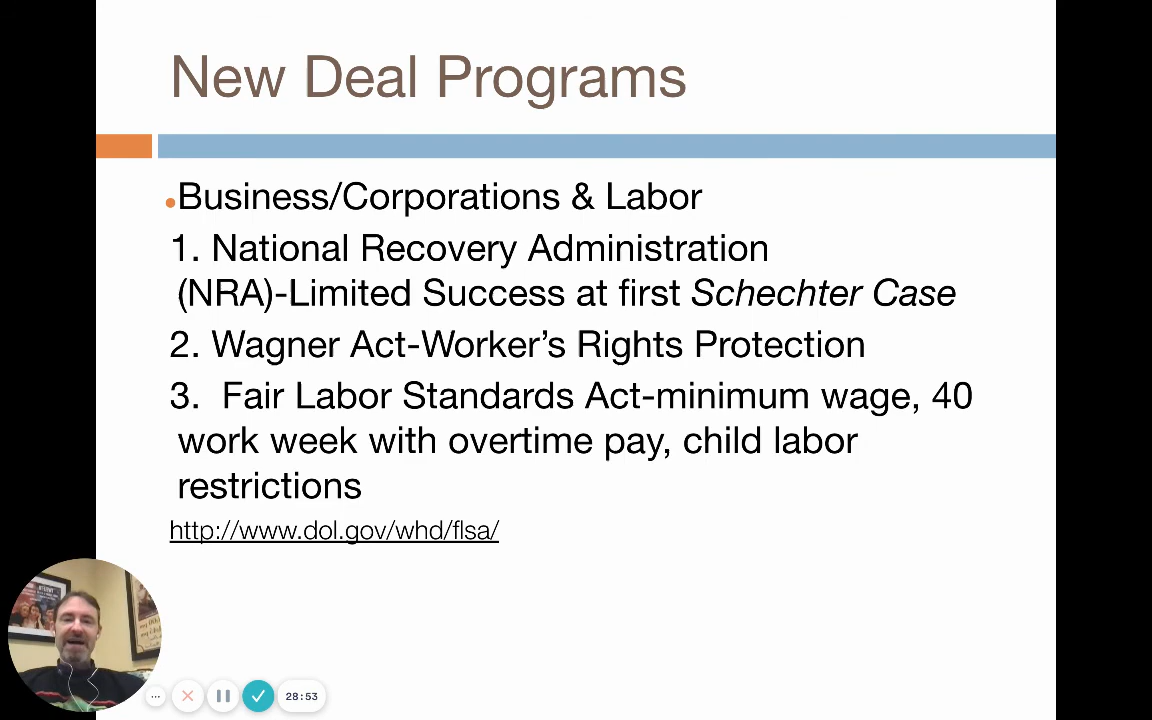 New Deal Programs
•Business/Corporations & Labor
1. National Recovery Administration
(NRA)-Limited Success at first Schechter Case
2. Wagner Act-Worker’s Rights Protection
3.  Fair Labor Standards Act-minimum wage, 40
work week with overtime pay, child labor
restrictions
http://www.dol.gov/whd/flsa/
28:53